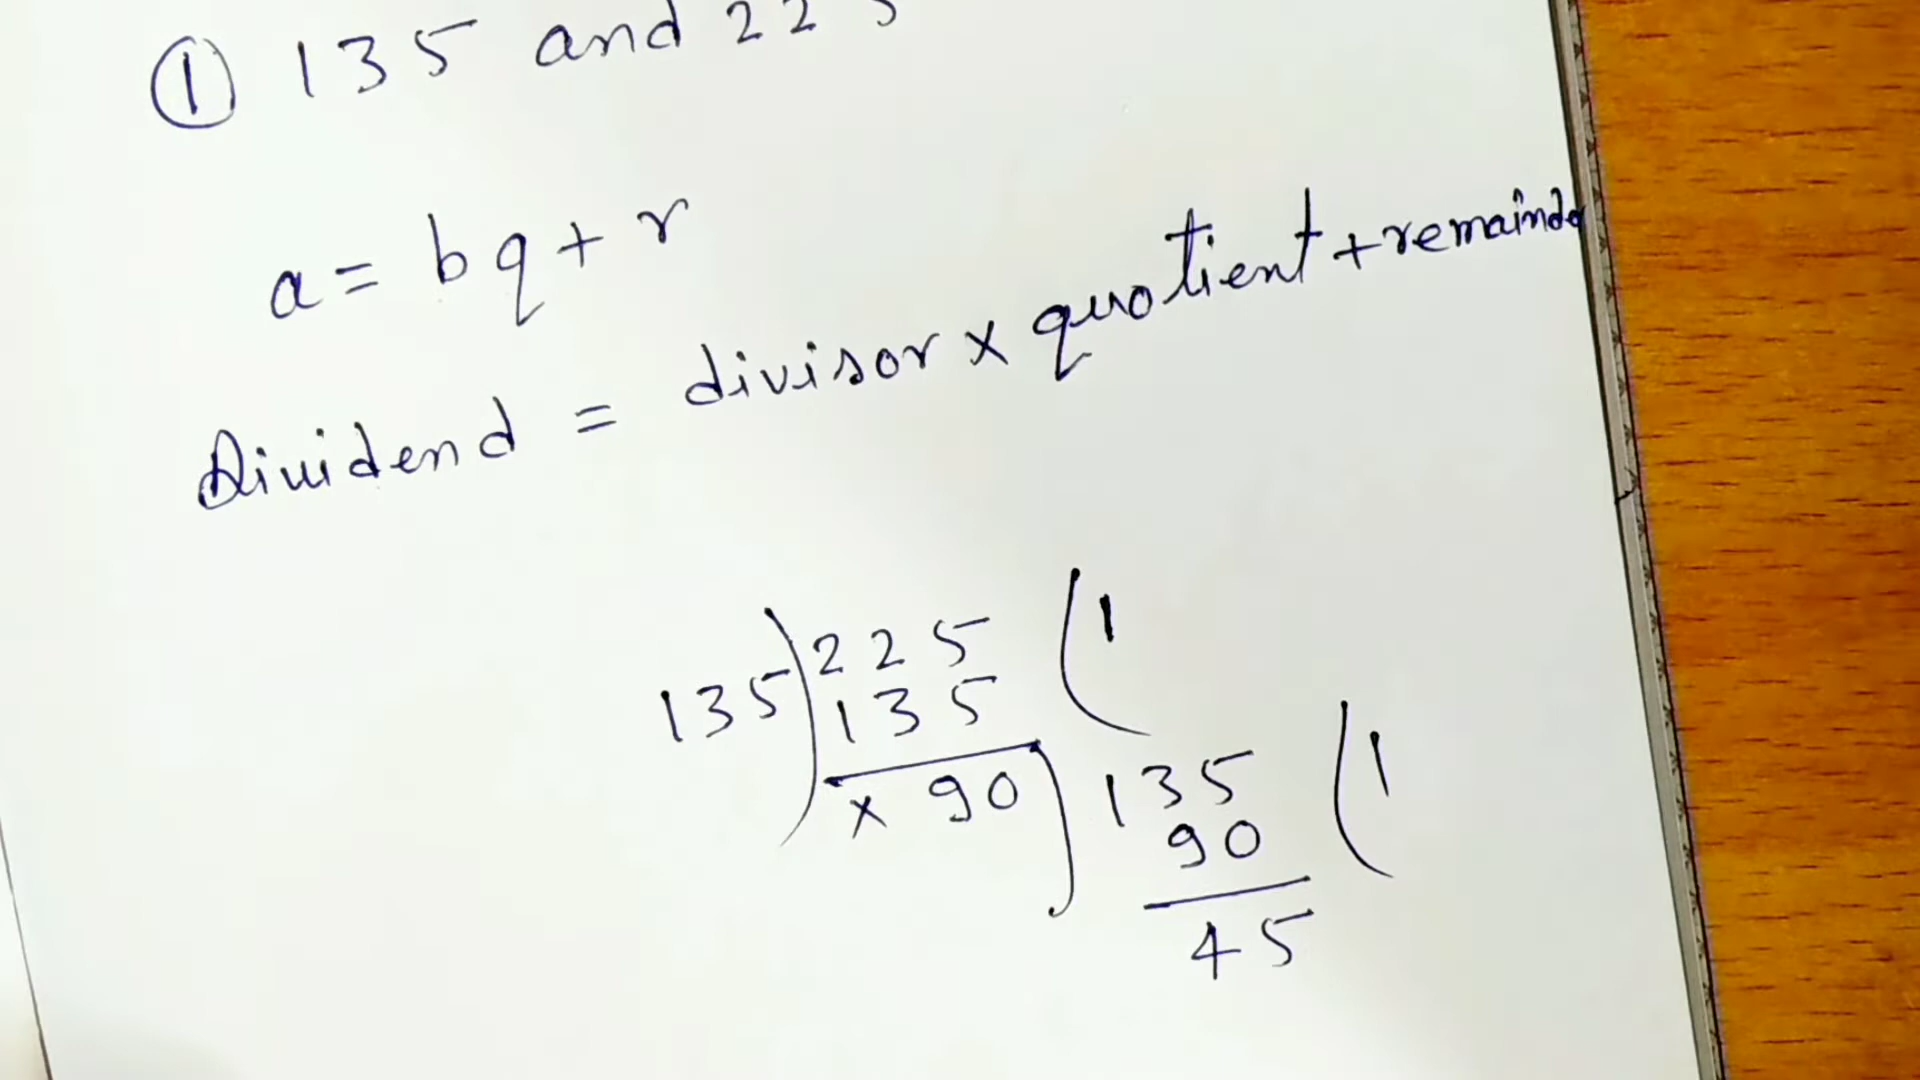 ① 135 and 225
a = bq + r
Dividend = divisor x quotient + remainder
135) 225 (1
135
x 90) 135 (1
90
45